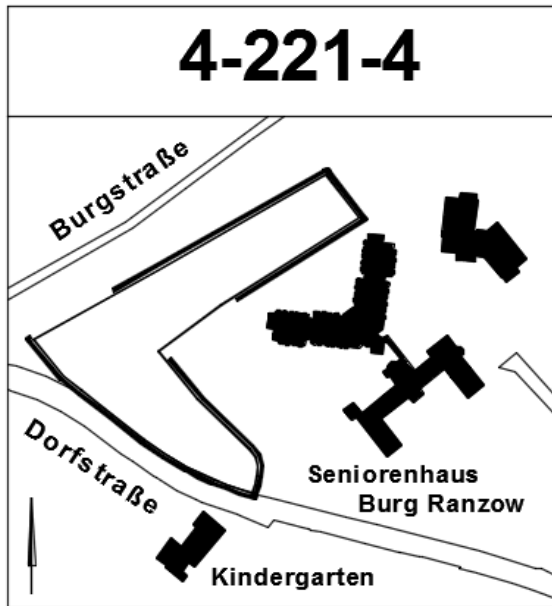 4-221-4
Burgstraße
Dorfstraße
Seniorenhaus
Burg Ranzow
Kindergarten